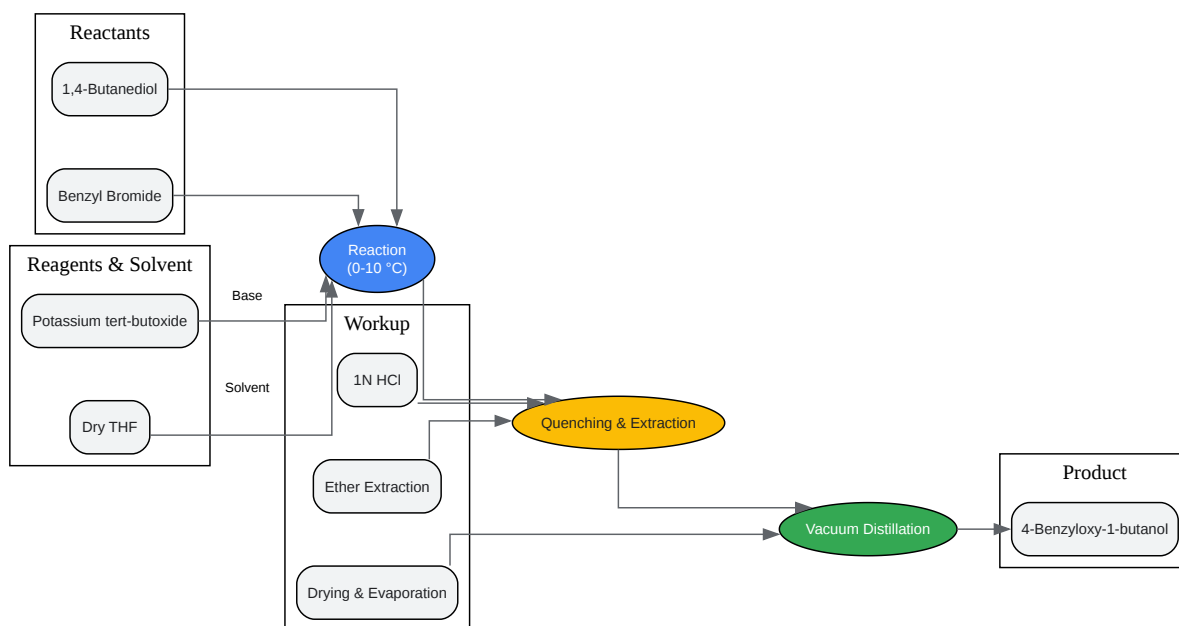 Reactants
1,4-Butanediol
Benzyl Bromide
Reagents & Solvent
Potassium tert-butoxide
Dry THF
Base
Solvent
Reaction
(0-10 °C)
Workup
1N HCl
Ether Extraction
Drying & Evaporation
Quenching & Extraction
Vacuum Distillation
Product
4-Benzyloxy-1-butanol